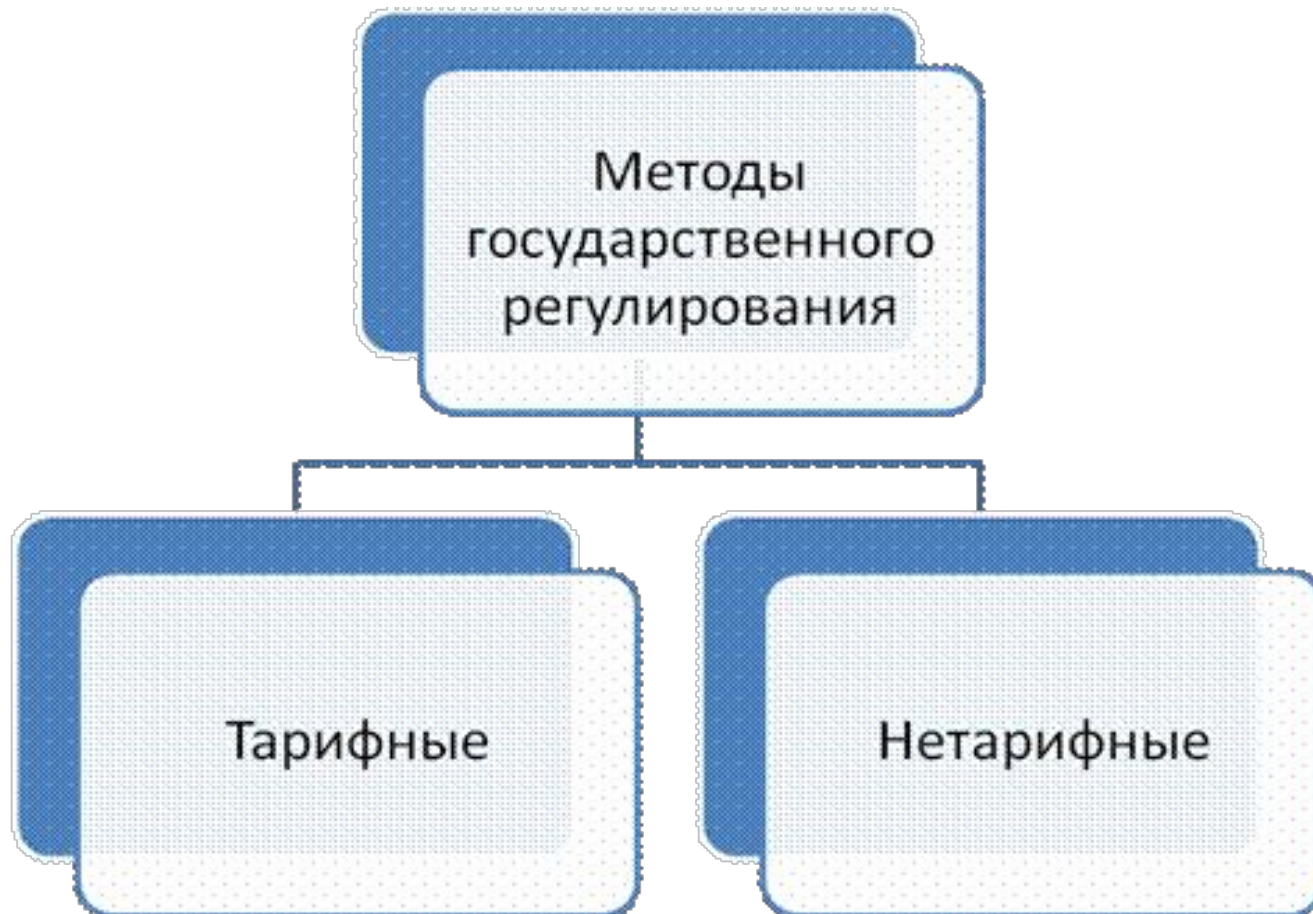 Методы
государственного
регулирования
Тарифные
Нетарифные